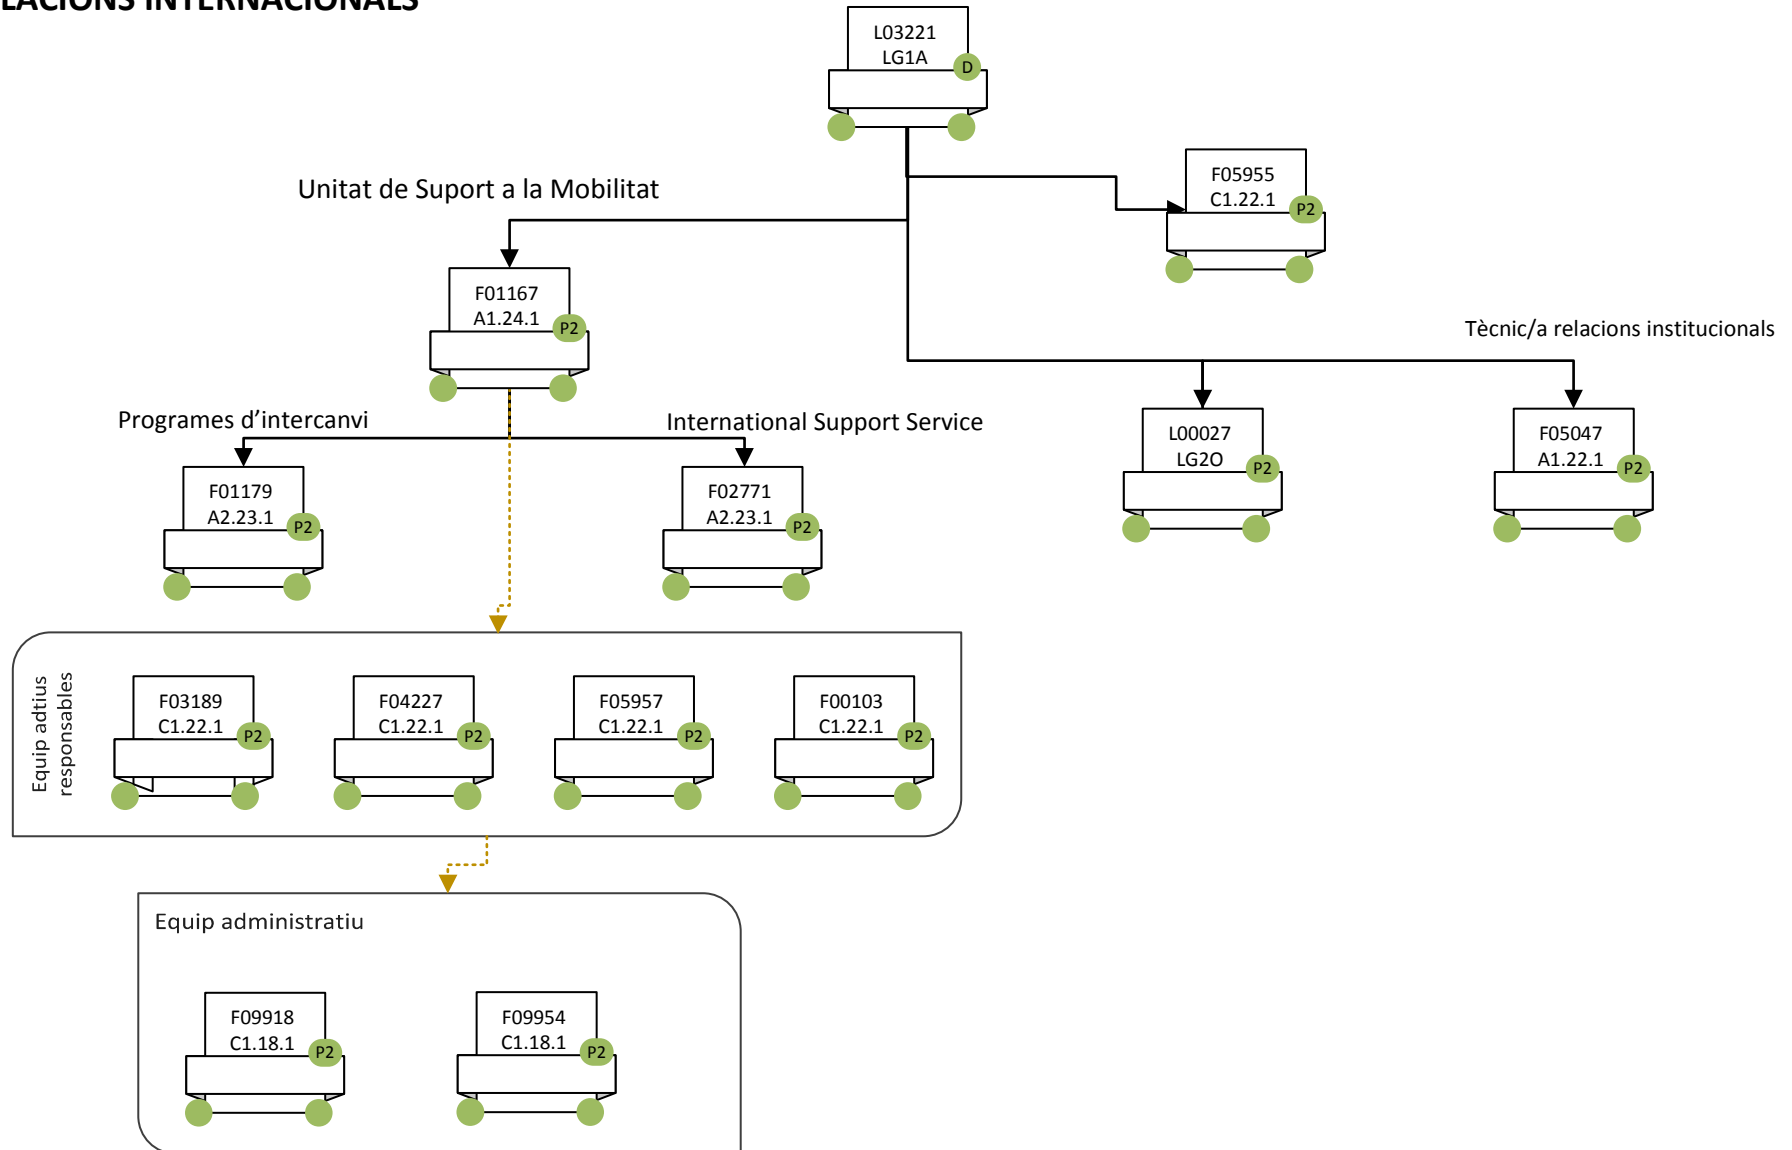 LACIONS INTERNACIONALS
L03221
LG1A
D
F05955
C1.22.1
P2
Unitat de Suport a la Mobilitat
F01167
A1.24.1
P2
Tècnic/a relacions institucionals
Programes d’intercanvi
International Support Service
L00027
LG2O
P2
F05047
A1.22.1
P2
F01179
A2.23.1
P2
F02771
A2.23.1
P2
Equip adtius
responsables
F03189
C1.22.1
P2
F04227
C1.22.1
P2
F05957
C1.22.1
P2
F00103
C1.22.1
P2
Equip administratiu
F09918
C1.18.1
P2
F09954
C1.18.1
P2